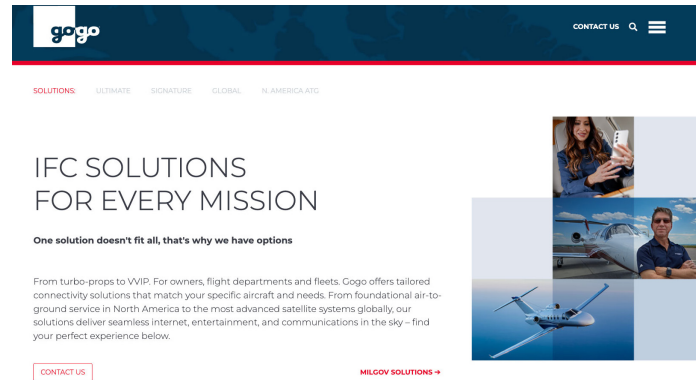 gogo
CONTACT US
SOLUTIONS: ULTIMATE SIGNATURE GLOBAL N. AMERICA ATG
IFC SOLUTIONS
FOR EVERY MISSION
One solution doesn't fit all, that's why we have options
From turbo-props to VVIP. For owners, flight departments and fleets. Gogo offers tailored
connectivity solutions that match your specific aircraft and needs. From foundational air-to-
ground service in North America to the most advanced satellite systems globally, our
solutions deliver seamless internet, entertainment, and communications in the sky – find
your perfect experience below.
CONTACT US
MILGOV SOLUTIONS →